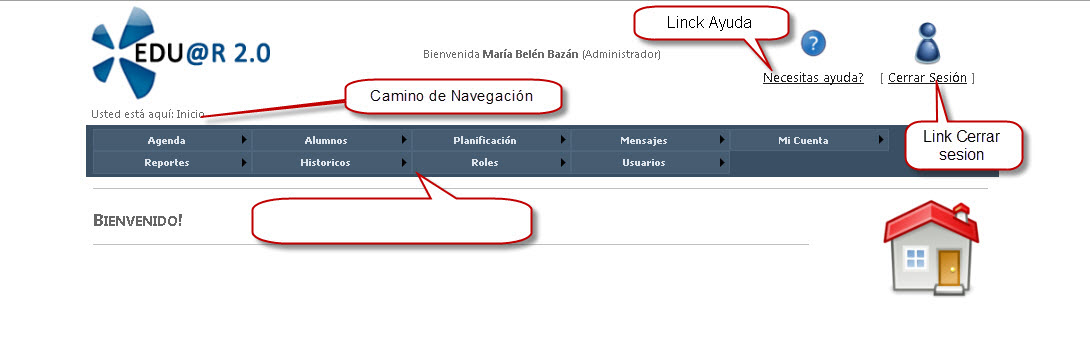 Linck Ayuda
EDU@R 2.0
Bienvenida María Belén Bazán (Administrador)
?
Necesitas ayuda?
[ Cerrar Sesión ]
Camino de Navegación
Usted está aquí: Inicio
Agenda
Alumnos
Planificación
Mensajes
Mi Cuenta
Link Cerrar
sesion
Reportes
Historicos
Roles
Usuarios
BIENVENIDO!